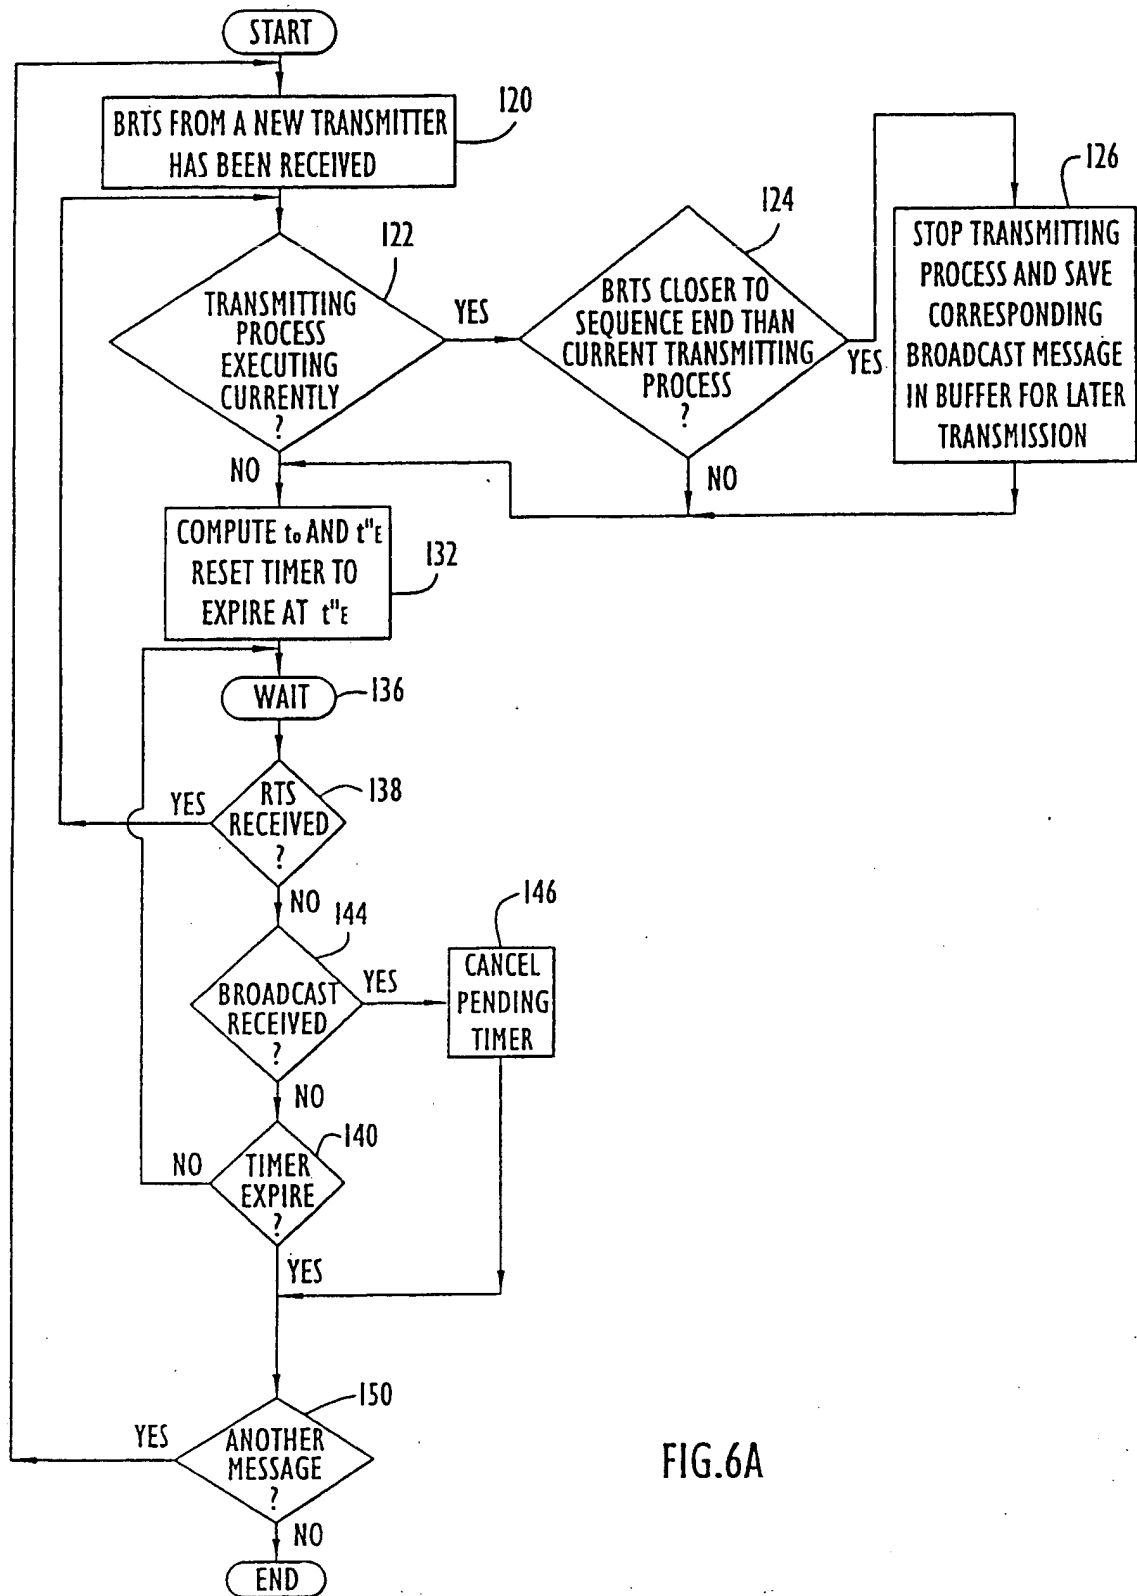 START
BRTS FROM A NEW TRANSMITTER
HAS BEEN RECEIVED
120
TRANSMITTING
PROCESS
EXECUTING
CURRENTLY
?
122
YES
NO
BRTS CLOSER TO
SEQUENCE END THAN
CURRENT TRANSMITTING
PROCESS
?
124
YES
NO
STOP TRANSMITTING
PROCESS AND SAVE
CORRESPONDING
BROADCAST MESSAGE
IN BUFFER FOR LATER
TRANSMISSION
126
COMPUTE t₀ AND t"E
RESET TIMER TO
EXPIRE AT t"E
132
WAIT
136
RTS
RECEIVED
?
138
YES
NO
BROADCAST
RECEIVED
?
144
YES
NO
CANCEL
PENDING
TIMER
146
TIMER
EXPIRE
?
140
NO
YES
ANOTHER
MESSAGE
?
150
YES
NO
END
FIG.6A